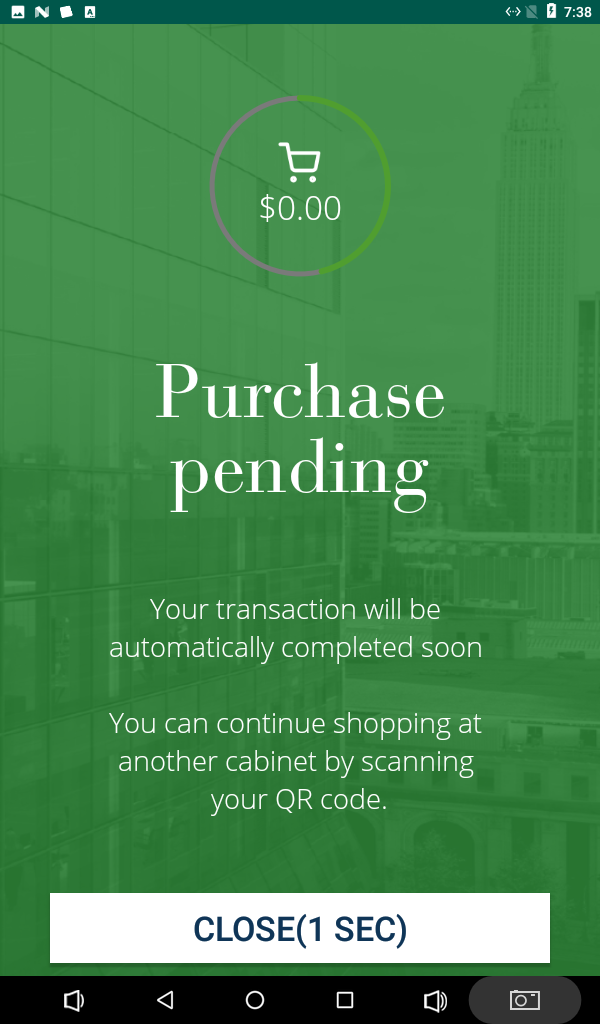 7:38
$0.00
Purchase
pending
Your transaction will be
automatically completed soon
You can continue shopping at
another cabinet by scanning
your QR code.
CLOSE(1 SEC)